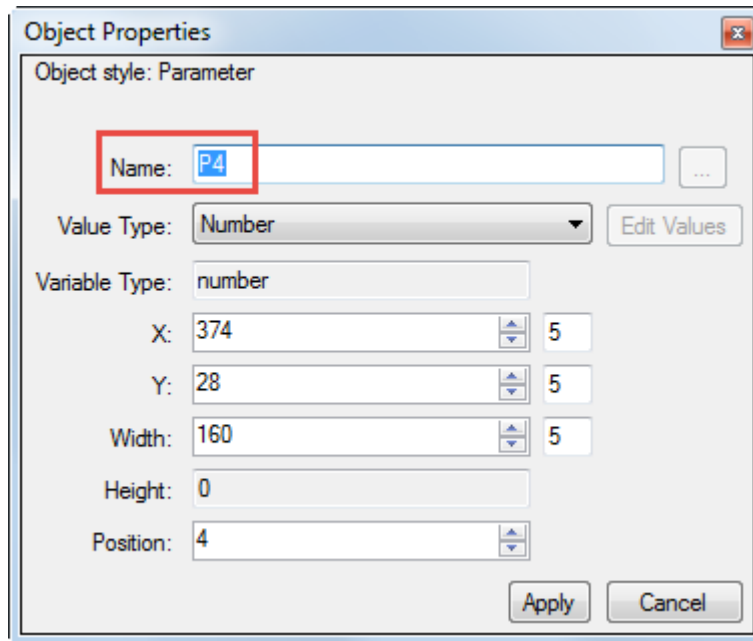 Object Properties
Object style: Parameter
Name: P4 ...
Value Type: Number Edit Values
Variable Type: number
X: 374 5
Y: 28 5
Width: 160 5
Height: 0
Position: 4
Apply Cancel